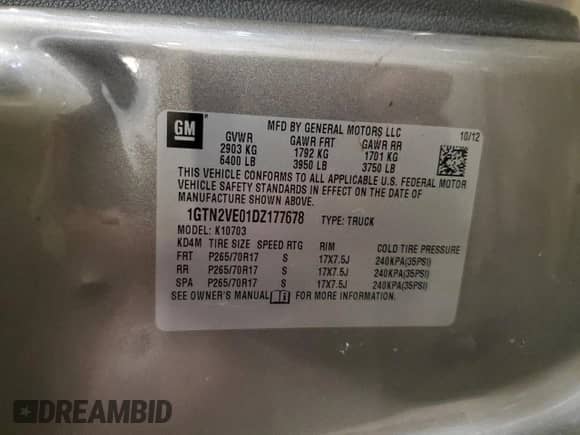 GM
MFD BY GENERAL MOTORS LLC 10/12
GVWR GAWR FRT GAWR RR
2903 KG 1792 KG 1701 KG
6400 LB 3950 LB 3750 LB
THIS VEHICLE CONFORMS TO ALL APPLICABLE U.S. FEDERAL MOTOR
VEHICLE SAFETY STANDARDS IN EFFECT ON THE DATE OF
MANUFACTURE SHOWN ABOVE.
1GTN2VE01DZ177678 TYPE: TRUCK
MODEL: K10703
KD4M TIRE SIZE SPEED RTG RIM COLD TIRE PRESSURE
FRT P265/70R17 S 17X7.5J 240KPA(35PSI)
RR P265/70R17 S 17X7.5J 240KPA(35PSI)
SPA P265/70R17 S 17X7.5J 240KPA(35PSI)
SEE OWNER'S MANUAL FOR MORE INFORMATION.
DREAMBID